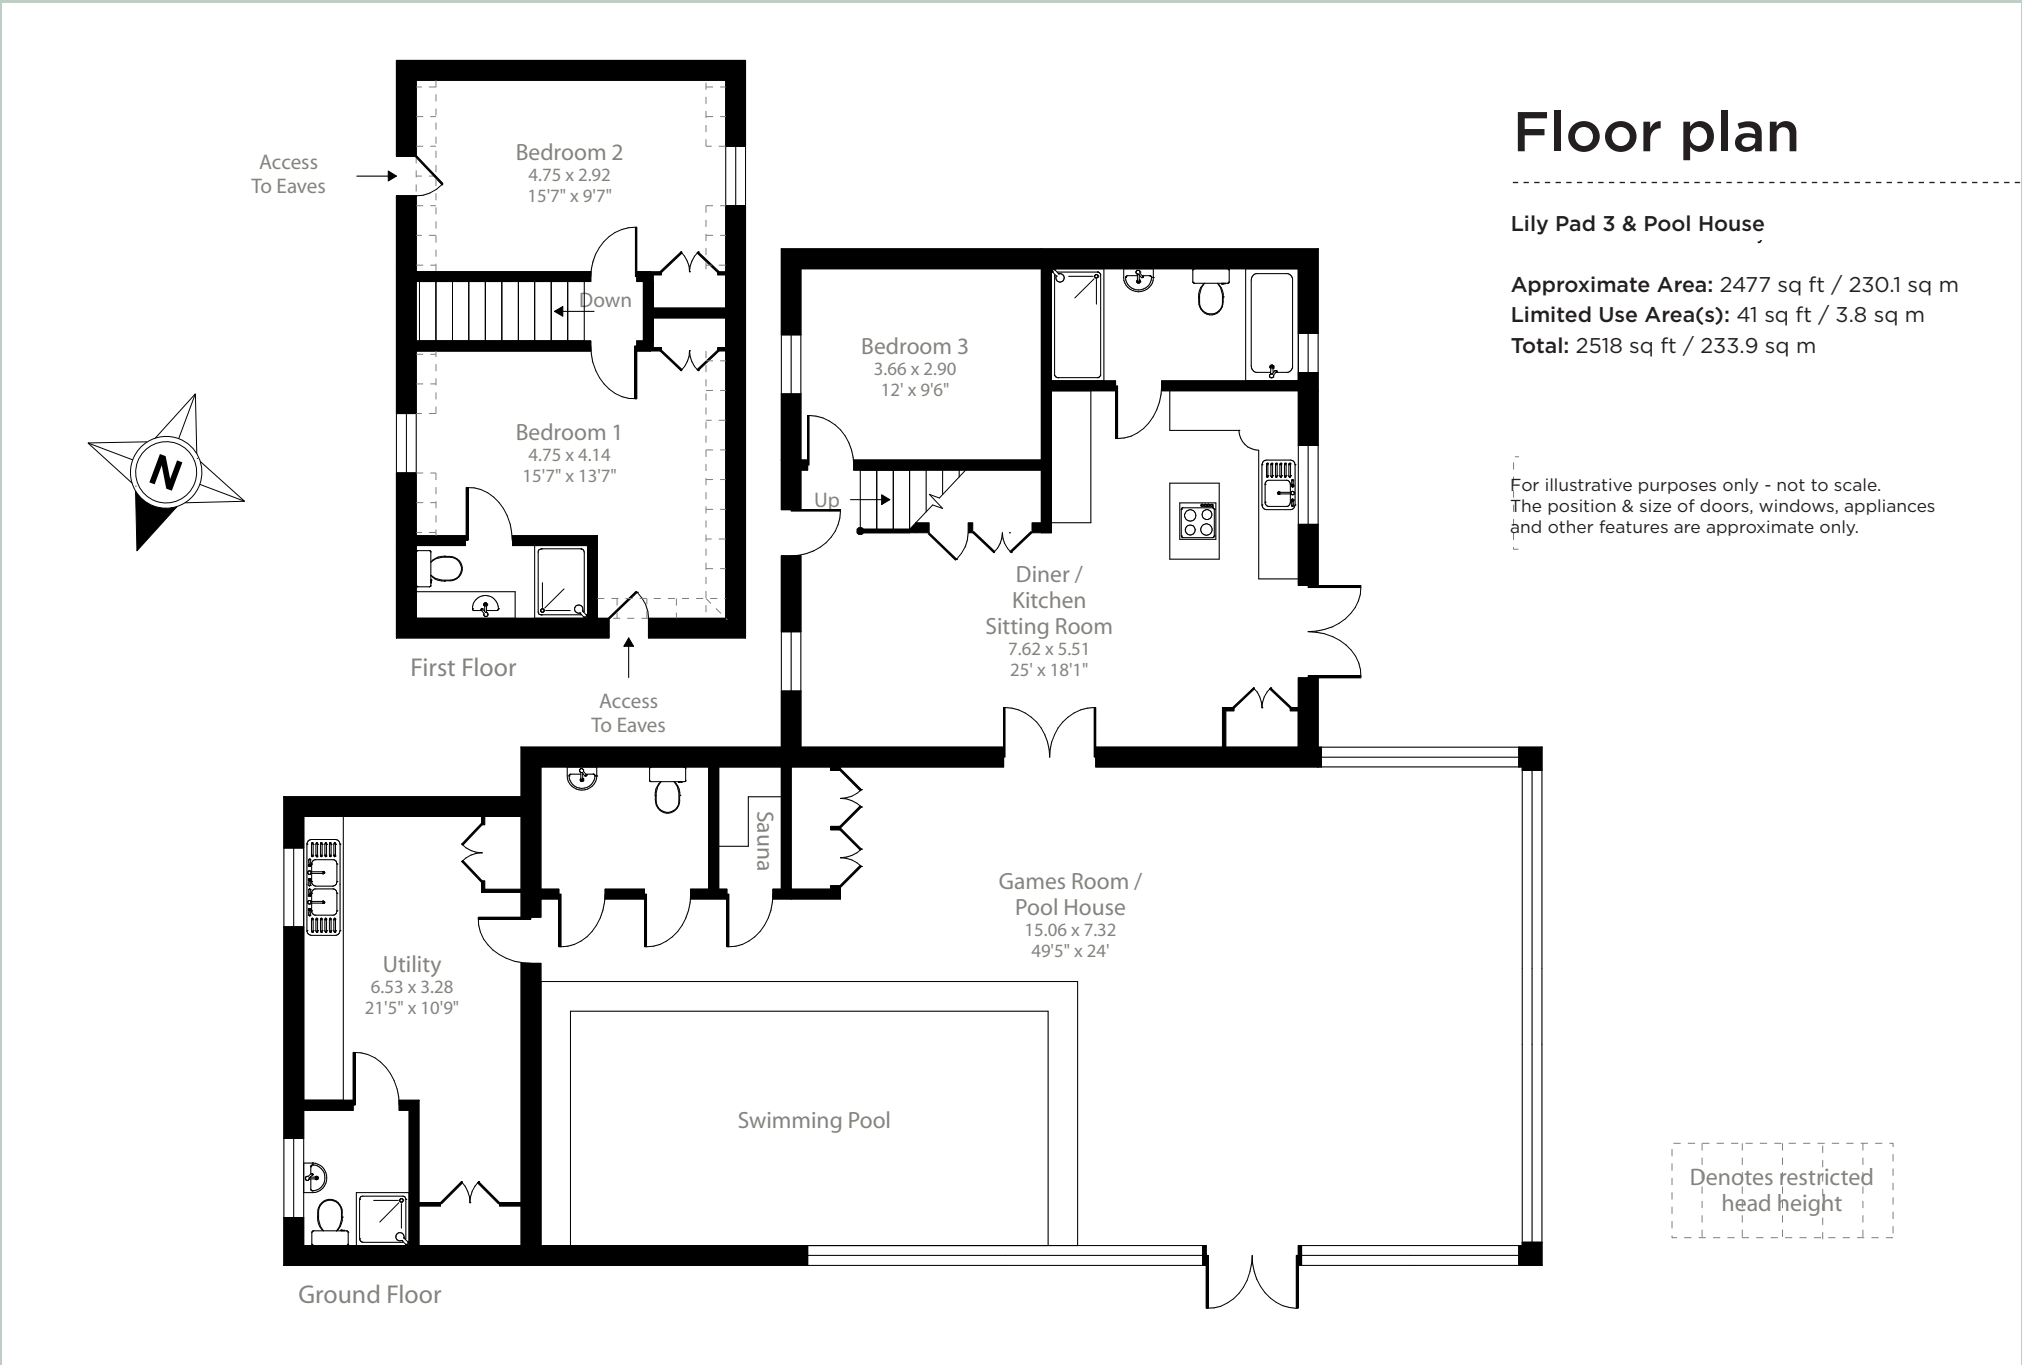 Floor plan
Lily Pad 3 & Pool House
Approximate Area: 2477 sq ft / 230.1 sq m
Limited Use Area(s): 41 sq ft / 3.8 sq m
Total: 2518 sq ft / 233.9 sq m
For illustrative purposes only - not to scale.
The position & size of doors, windows, appliances
and other features are approximate only.
Access
To Eaves
Bedroom 2
4.75 x 2.92
15'7" x 9'7"
Down
Bedroom 1
4.75 x 4.14
15'7" x 13'7"
N
First Floor
Access
To Eaves
Bedroom 3
3.66 x 2.90
12' x 9'6"
Up
Diner /
Kitchen
Sitting Room
7.62 x 5.51
25' x 18'1"
Sauna
Games Room /
Pool House
15.06 x 7.32
49'5" x 24'
Utility
6.53 x 3.28
21'5" x 10'9"
Swimming Pool
Ground Floor
Denotes restricted
head height